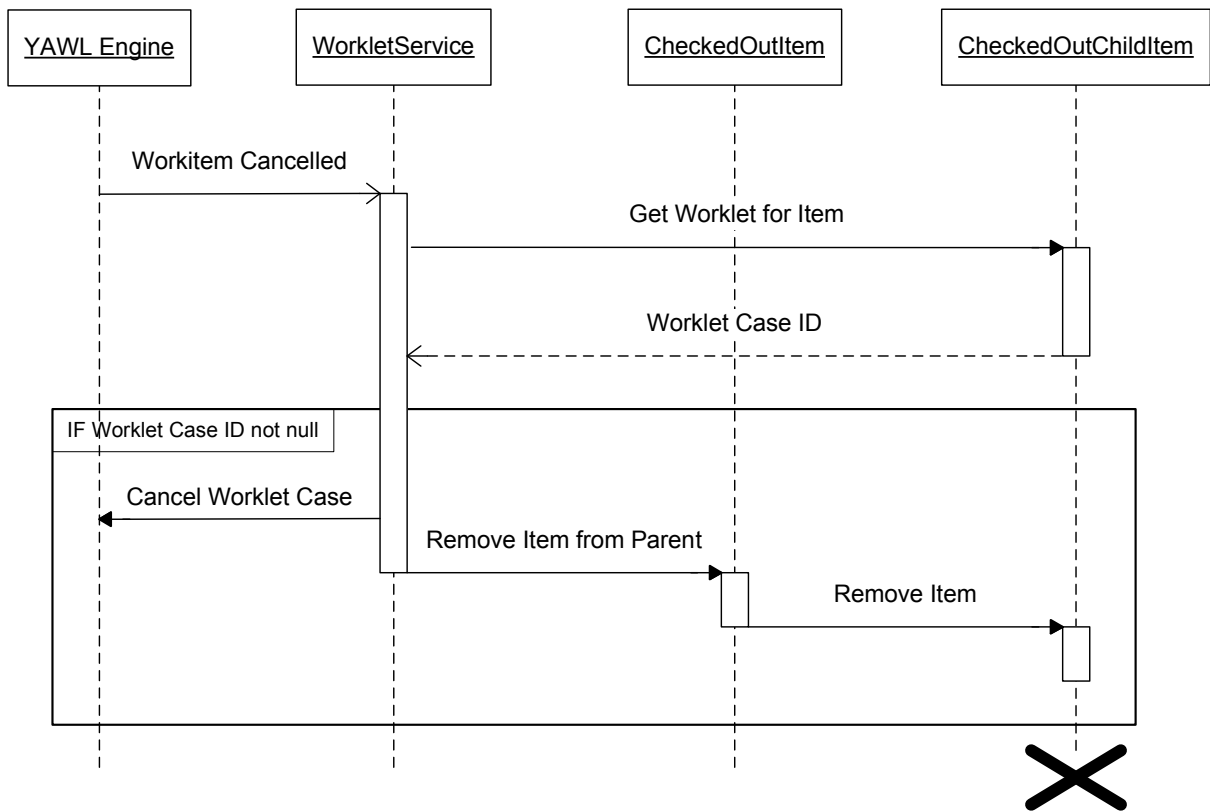 YAWL Engine
WorkletService
CheckedOutItem
CheckedOutChildItem
Workitem Cancelled
Get Worklet for Item
Worklet Case ID
IF Worklet Case ID not null
Cancel Worklet Case
Remove Item from Parent
Remove Item